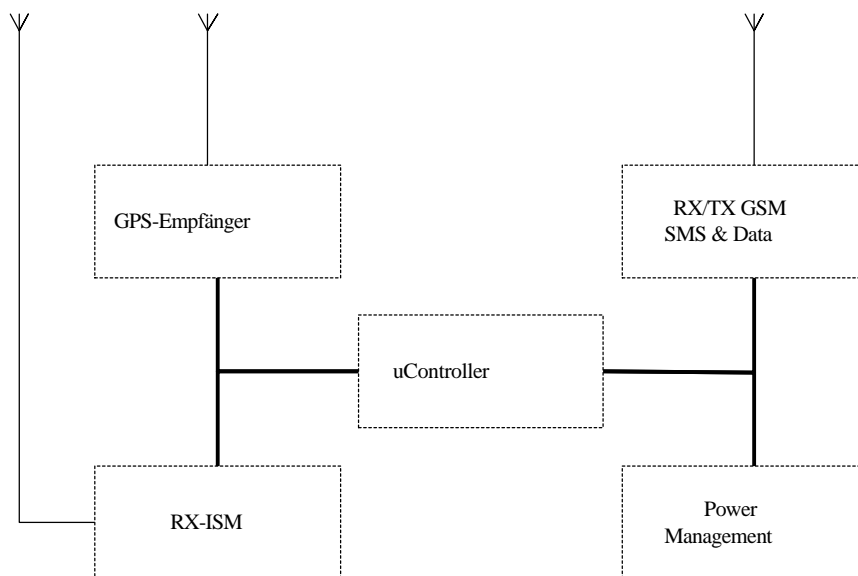 GPS-Empfänger
RX/TX GSM
SMS & Data
uController
RX-ISM
Power
Management